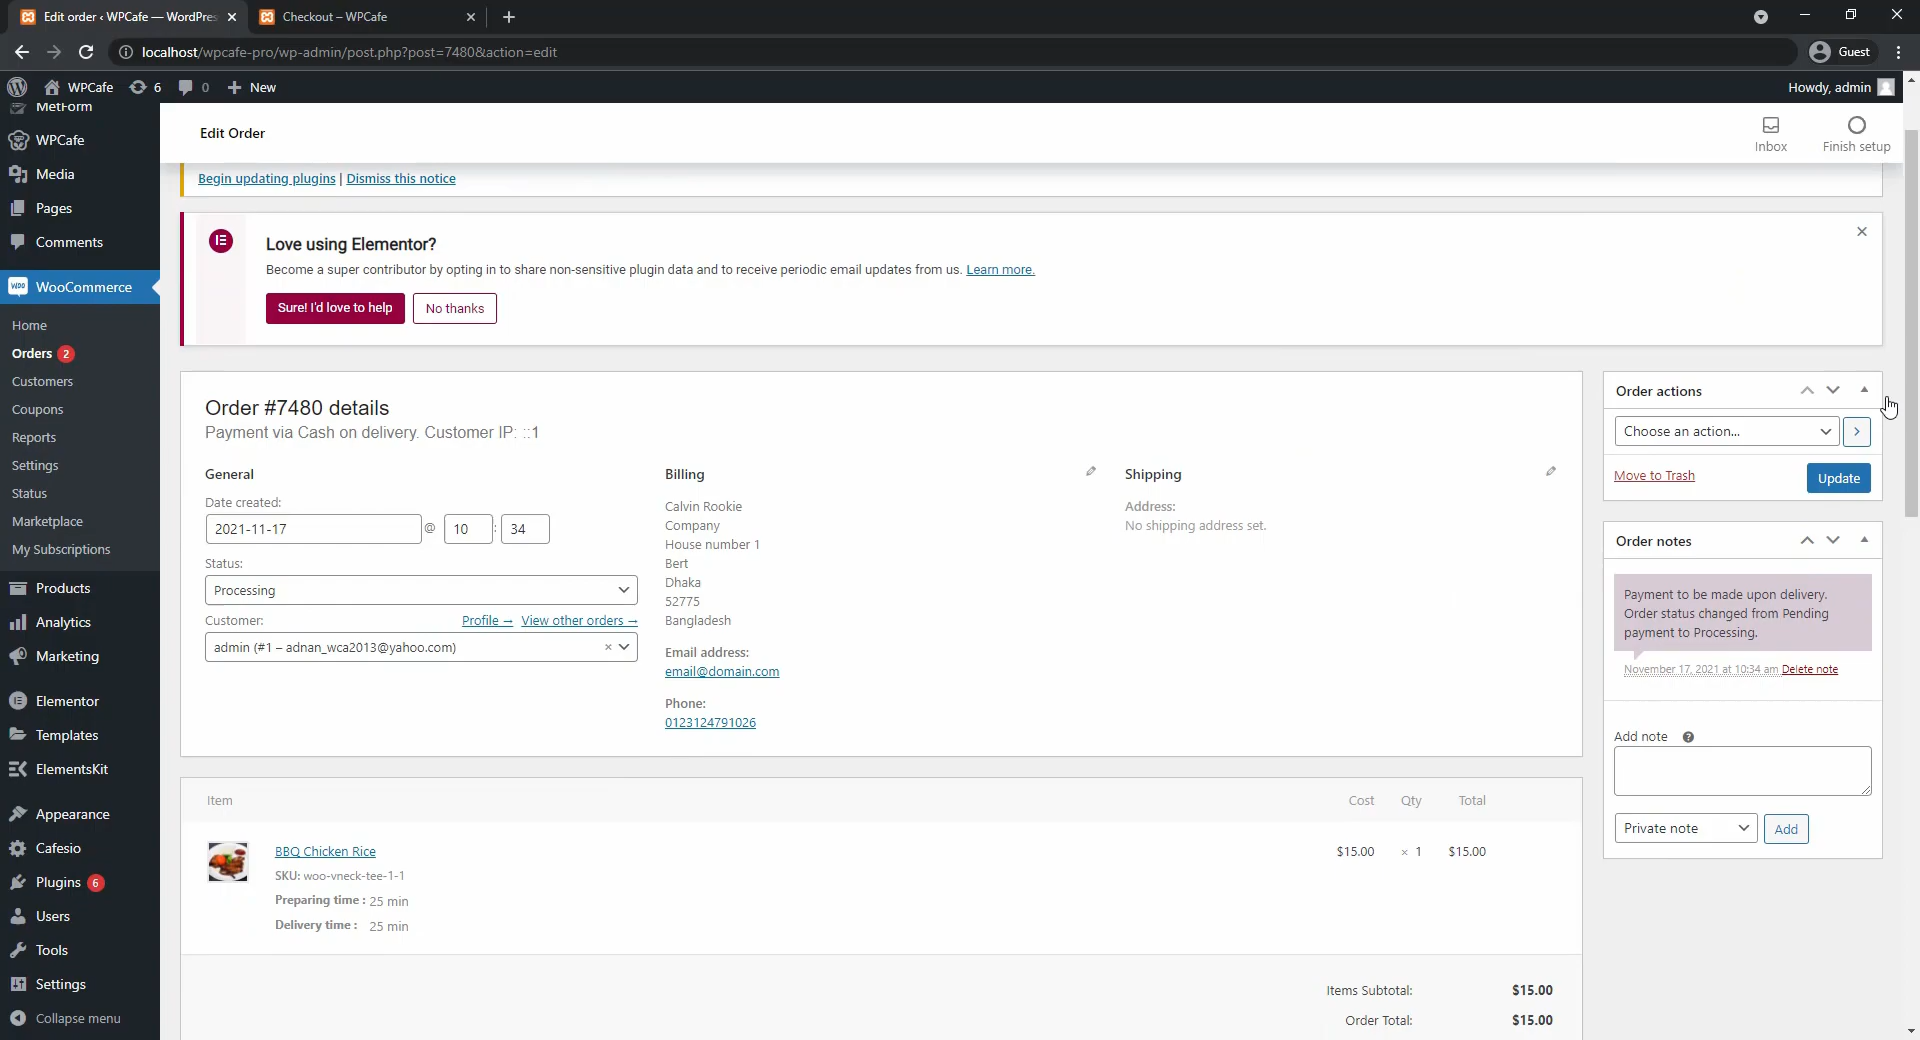 Edit order ‹ WPCafe — WordPres
Checkout – WPCafe
localhost/wpcafe-pro/wp-admin/post.php?post=7480&action=edit
Guest
WPCafe
6
0
New
Howdy, admin
MetForm
WPCafe
Media
Pages
Comments
WooCommerce
Home
Orders 2
Customers
Coupons
Reports
Settings
Status
Marketplace
My Subscriptions
Products
Analytics
Marketing
Elementor
Templates
ElementsKit
Appearance
Cafesio
Plugins 6
Users
Tools
Settings
Collapse menu
Edit Order
Inbox
Finish setup
Begin updating plugins | Dismiss this notice
Love using Elementor?
Become a super contributor by opting in to share non-sensitive plugin data and to receive periodic email updates from us. Learn more.
Sure! I'd love to help
No thanks
Order #7480 details
Payment via Cash on delivery. Customer IP: ::1
General
Date created:
2021-11-17 @ 10 : 34
Status:
Processing
Customer: Profile → View other orders →
admin (#1 – adnan_wca2013@yahoo.com) ×
Billing
Calvin Rookie
Company
House number 1
Bert
Dhaka
52775
Bangladesh
Email address:
email@domain.com
Phone:
0123124791026
Shipping
Address:
No shipping address set.
Order actions
Choose an action...
Move to Trash
Update
Order notes
Payment to be made upon delivery.
Order status changed from Pending
payment to Processing.
November 17, 2021 at 10:34 am Delete note
Add note
Private note
Add
Item Cost Qty Total
BBQ Chicken Rice $15.00 × 1 $15.00
SKU: woo-vneck-tee-1-1
Preparing time : 25 min
Delivery time : 25 min
Items Subtotal: $15.00
Order Total: $15.00